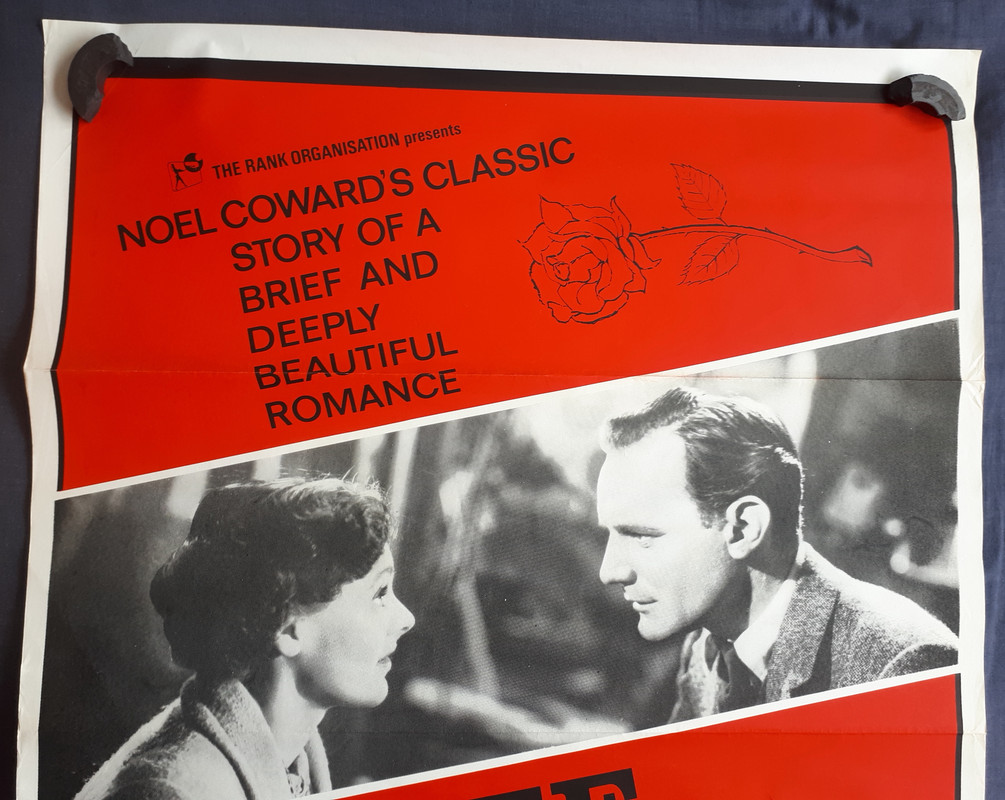 THE RANK ORGANISATION presents
NOEL COWARD'S CLASSIC
STORY OF A
BRIEF AND
DEEPLY
BEAUTIFUL
ROMANCE